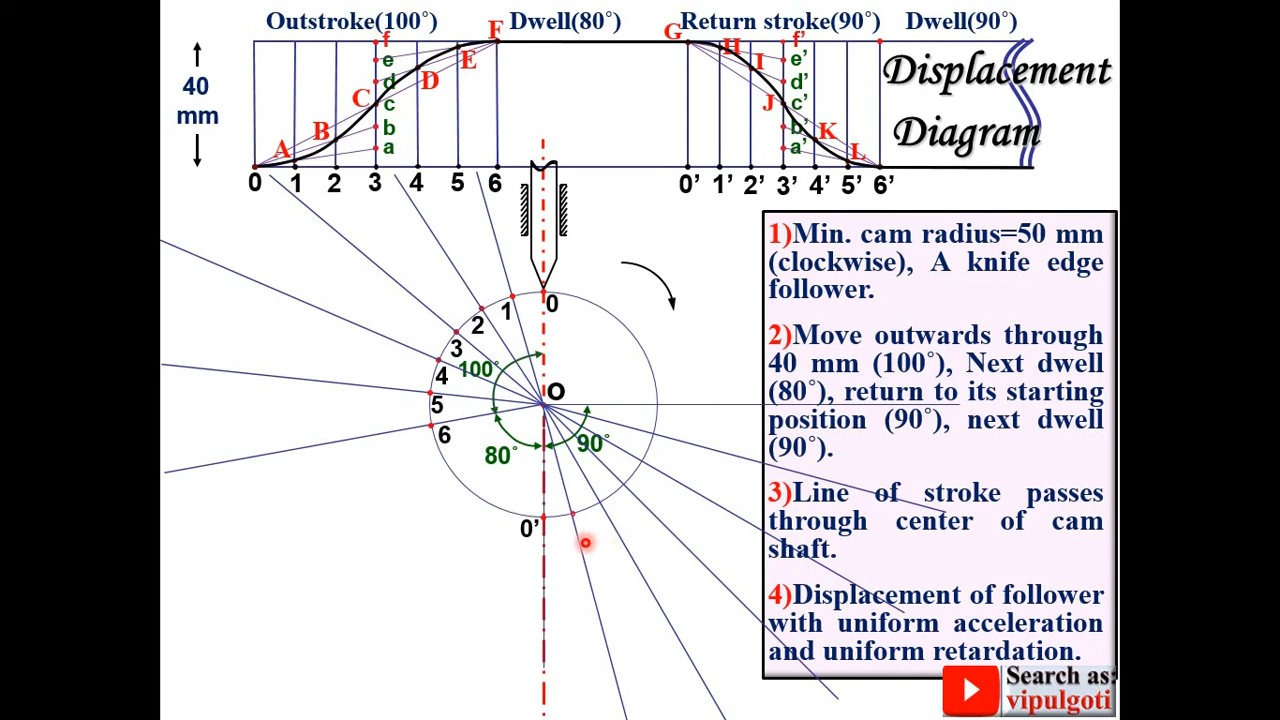 Outstroke(100˚) Dwell(80˚) Return stroke(90˚) Dwell(90˚)
F G
f f'
H
e E e'
I
d D d'
40
mm
C c J c'
B b b' K
A a a' L
0 1 2 3 4 5 6 0' 1' 2' 3' 4' 5' 6'
Displacement
Diagram
0
1
2
3
4
5
6
0'
O
100˚
80˚
90˚
1)Min. cam radius=50 mm
(clockwise), A knife edge
follower.
2)Move outwards through
40 mm (100˚), Next dwell
(80˚), return to its starting
position (90˚), next dwell
(90˚).
3)Line of stroke passes
through center of cam
shaft.
4)Displacement of follower
with uniform acceleration
and uniform retardation.
Search as:
vipulgoti